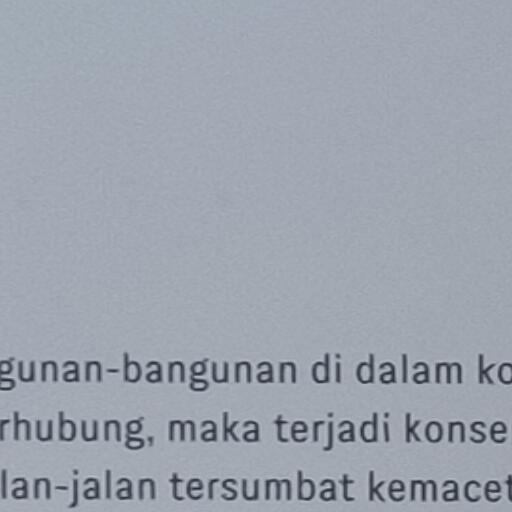 gunan-bangunan di dalam ko
rhubung, maka terjadi konse
lan-jalan tersumbat kemacet